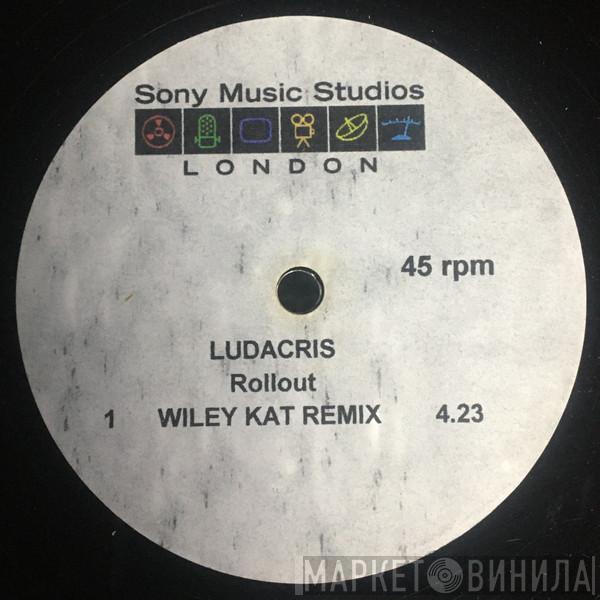 Sony Music Studios
LONDON
45 rpm
LUDACRIS
Rollout
1 WILEY KAT REMIX 4.23
МАРКЕТ ВИНИЛА